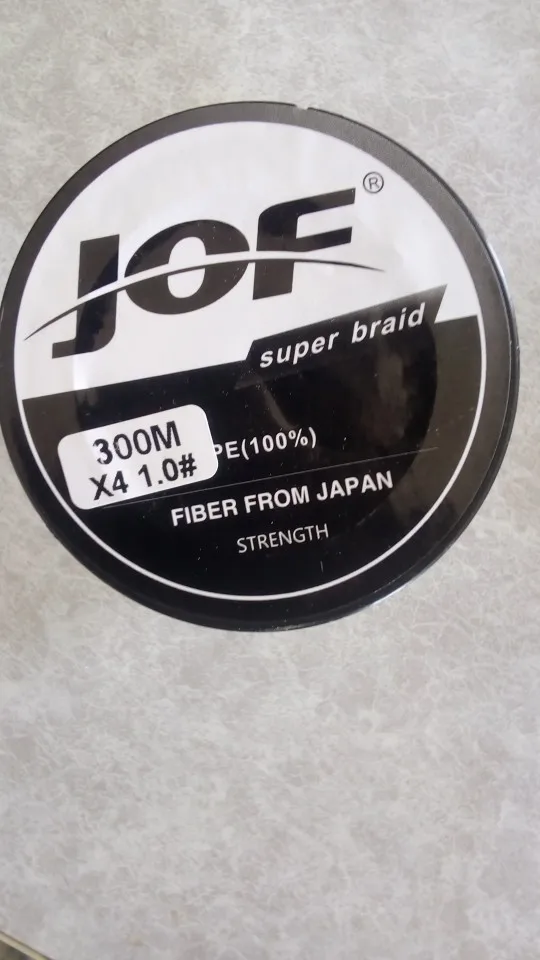 JOF®
super braid
300M
X4 1.0#
PE(100%)
FIBER FROM JAPAN
STRENGTH